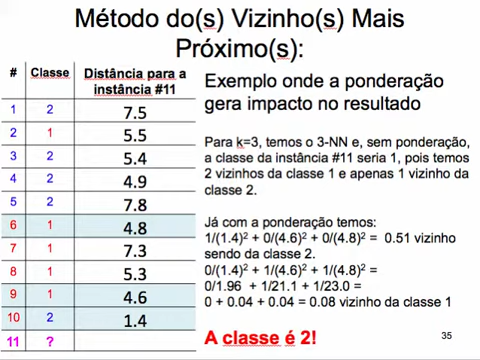 Método do(s) Vizinho(s) Mais
Próximo(s):
# Classe Distância para a
instância #11
1 2 7.5
2 1 5.5
3 2 5.4
4 2 4.9
5 2 7.8
6 1 4.8
7 1 7.3
8 1 5.3
9 1 4.6
10 2 1.4
11 ?
Exemplo onde a ponderação
gera impacto no resultado
Para k=3, temos o 3-NN e, sem ponderação,
a classe da instância #11 seria 1, pois temos
2 vizinhos da classe 1 e apenas 1 vizinho da
classe 2.
Já com a ponderação temos:
1/(1.4)² + 0/(4.6)² + 0/(4.8)² = 0.51 vizinho
sendo da classe 2.
0/(1.4)² + 1/(4.6)² + 1/(4.8)² =
0/1.96 + 1/21.1 + 1/23.0 =
0 + 0.04 + 0.04 = 0.08 vizinho da classe 1
A classe é 2!
35